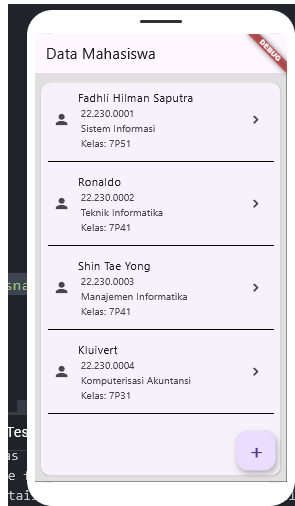 Data Mahasiswa
DEBUG
Fadhli Hilman Saputra
22.230.0001
Sistem Informasi
Kelas: 7P51
Ronaldo
22.230.0002
Teknik Informatika
Kelas: 7P41
Shin Tae Yong
22.230.0003
Manajemen Informatika
Kelas: 7P41
Kluivert
22.230.0004
Komputerisasi Akuntansi
Kelas: 7P31
+